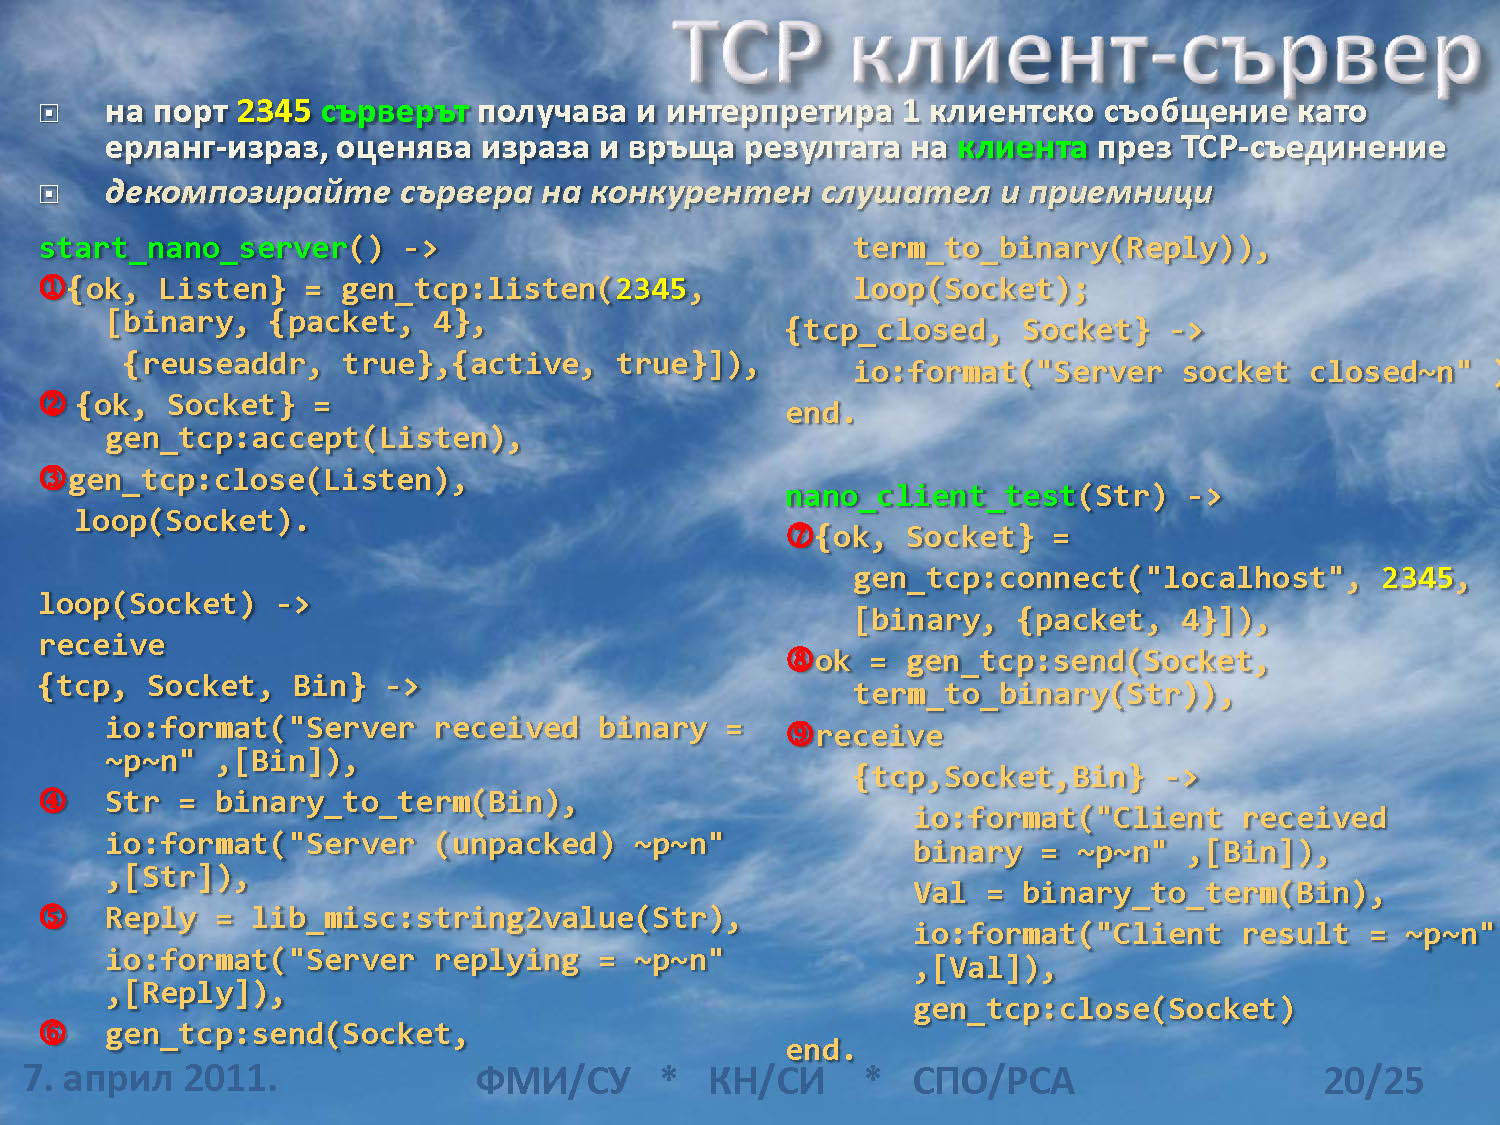 TCP клиент-сървер
на порт 2345 сърверът получава и интерпретира 1 клиентско съобщение като
ерланг-израз, оценява израза и връща резултата на клиента през TCP-съединение
декомпозирайте сървера на конкурентен слушател и приемници
start_nano_server() ->
①{ok, Listen} = gen_tcp:listen(2345,
[binary, {packet, 4},
{reuseaddr, true},{active, true}]),
② {ok, Socket} =
gen_tcp:accept(Listen),
③gen_tcp:close(Listen),
loop(Socket).
loop(Socket) ->
receive
{tcp, Socket, Bin} ->
io:format("Server received binary =
~p~n" ,[Bin]),
④ Str = binary_to_term(Bin),
io:format("Server (unpacked) ~p~n"
,[Str]),
⑤ Reply = lib_misc:string2value(Str),
io:format("Server replying = ~p~n"
,[Reply]),
⑥ gen_tcp:send(Socket,
term_to_binary(Reply)),
loop(Socket);
{tcp_closed, Socket} ->
io:format("Server socket closed~n" )
end.
nano_client_test(Str) ->
⑦{ok, Socket} =
gen_tcp:connect("localhost", 2345,
[binary, {packet, 4}]),
⑧ok = gen_tcp:send(Socket,
term_to_binary(Str)),
⑨receive
{tcp,Socket,Bin} ->
io:format("Client received
binary = ~p~n" ,[Bin]),
Val = binary_to_term(Bin),
io:format("Client result = ~p~n"
,[Val]),
gen_tcp:close(Socket)
end.
7. април 2011.
ФМИ/СУ * КН/СИ * СПО/РСА
20/25